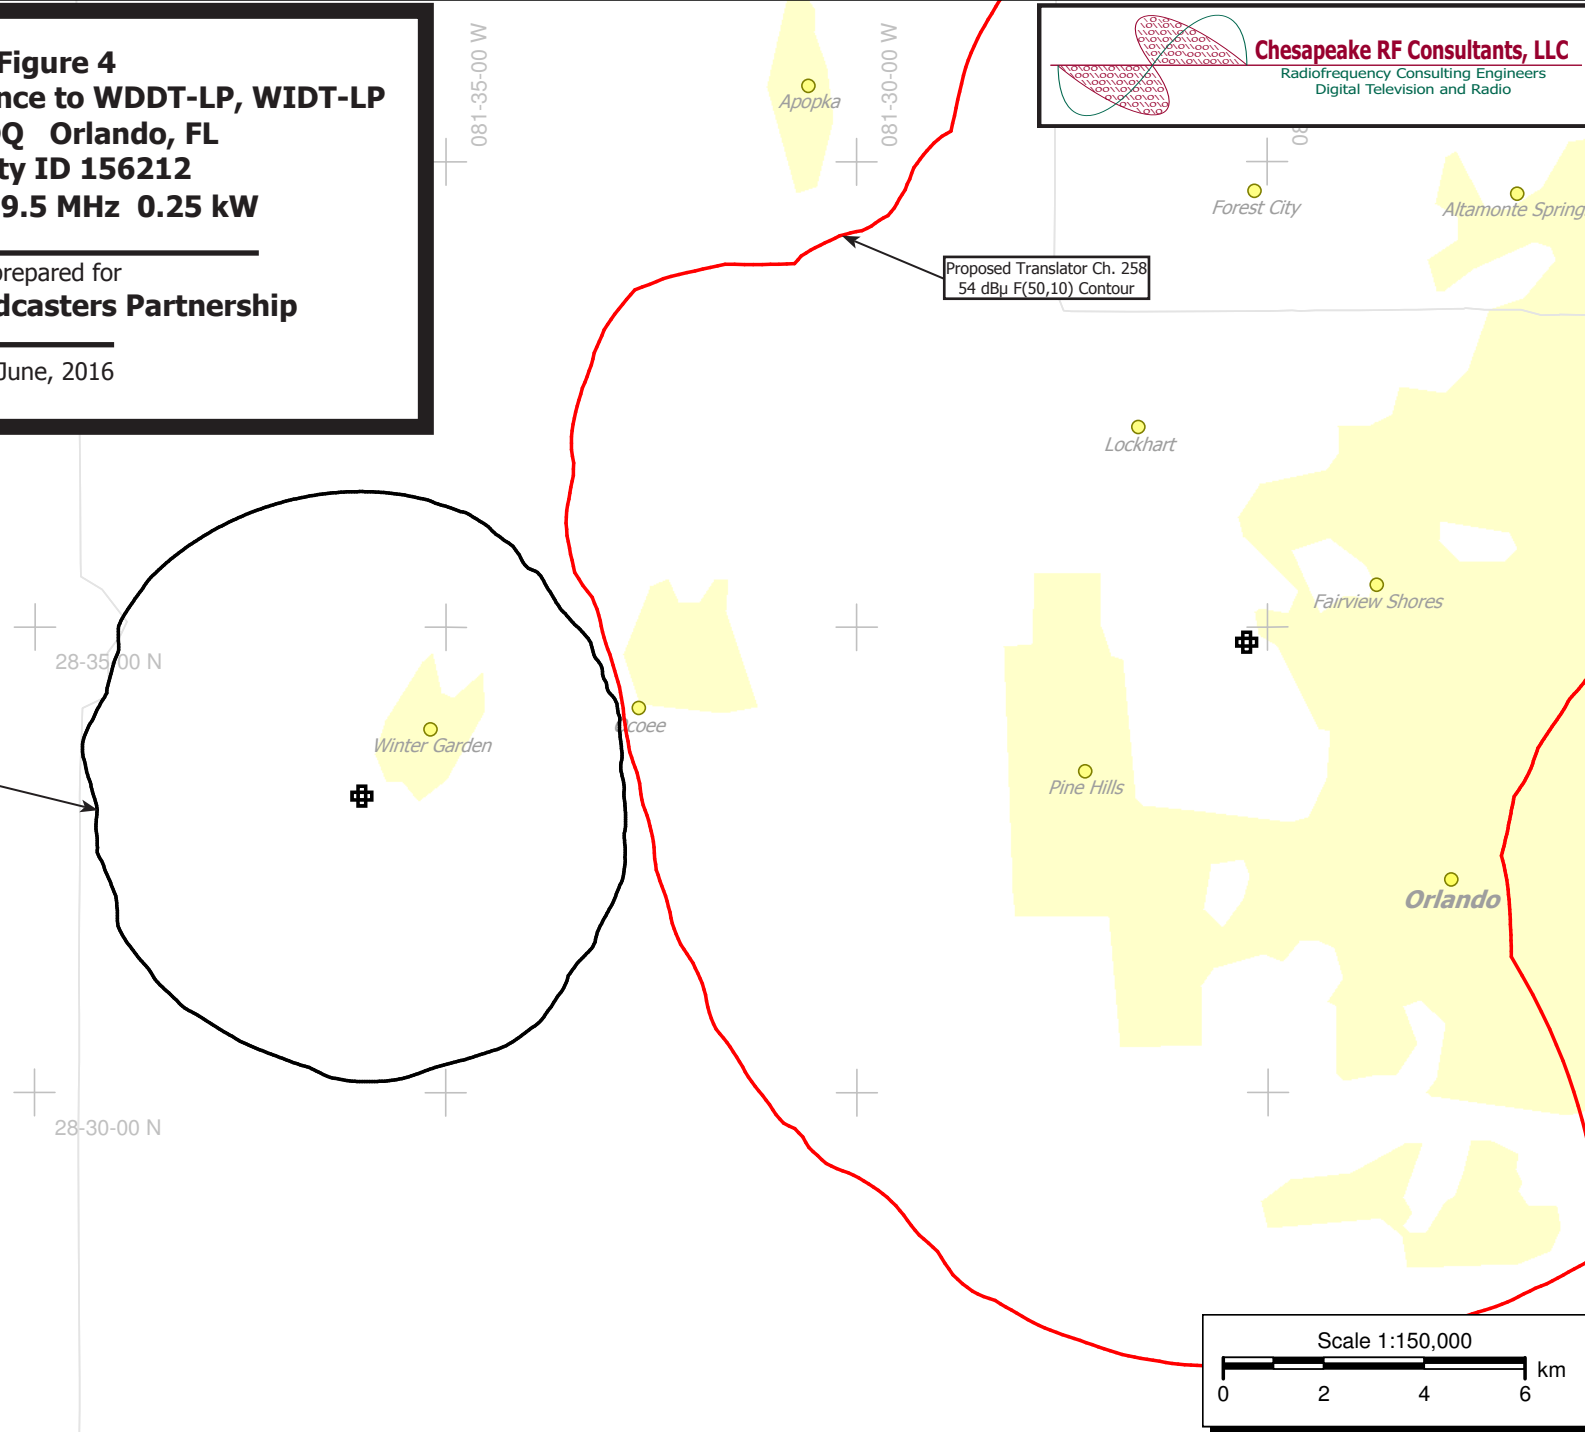 Figure 4
nce to WDDT-LP, WIDT-LP
Q Orlando, FL
ty ID 156212
9.5 MHz 0.25 kW
prepared for
dcasters Partnership
June, 2016
Chesapeake RF Consultants, LLC
Radiofrequency Consulting Engineers
Digital Television and Radio
081-35-00 W
081-30-00 W
08
Apopka
Forest City
Altamonte Spring
Proposed Translator Ch. 258
54 dBµ F(50,10) Contour
Lockhart
Fairview Shores
28-35-00 N
Winter Garden
Ocoee
Pine Hills
Orlando
28-30-00 N
Scale 1:150,000
km
0 2 4 6